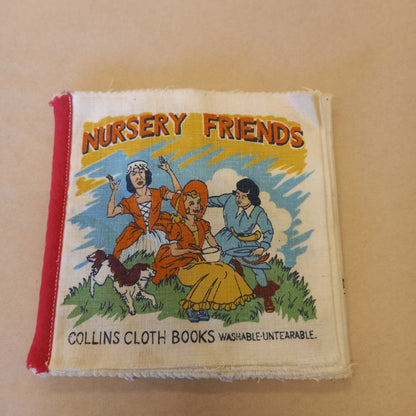 NURSERY FRIENDS
COLLINS CLOTH BOOKS WASHABLE-UNTEARABLE.